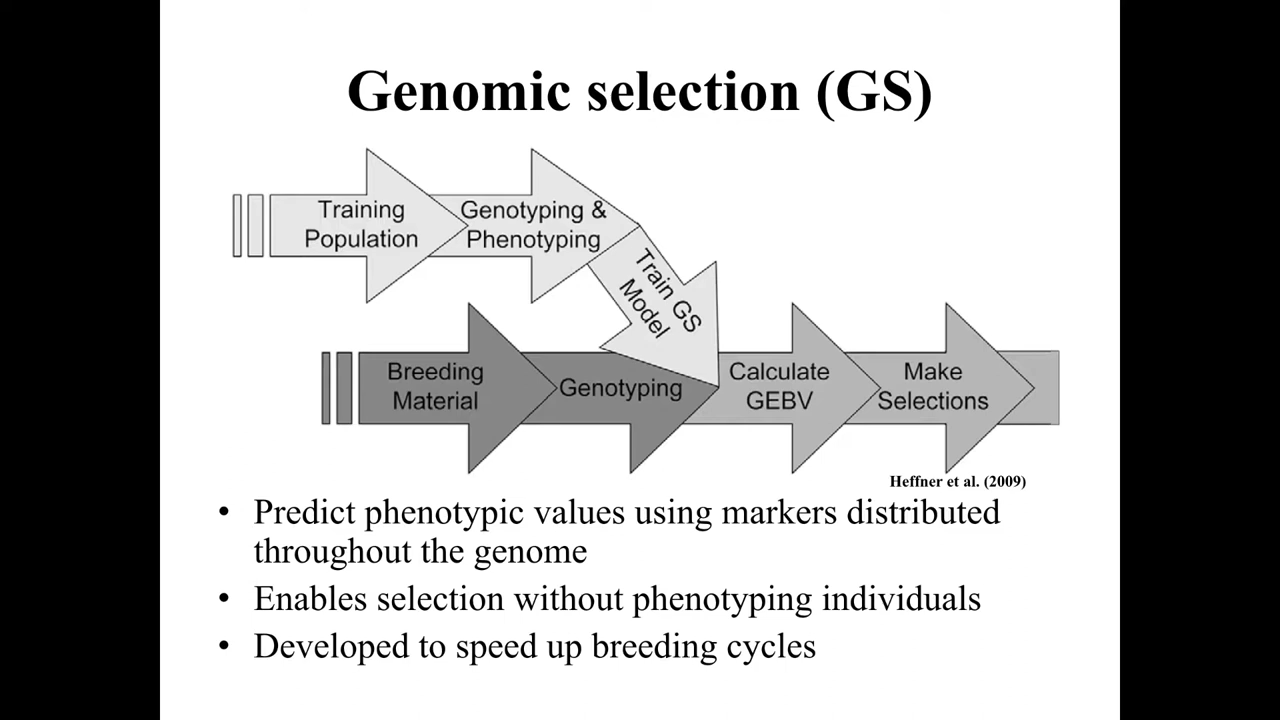 Genomic selection (GS)
Training
Population
Genotyping &
Phenotyping
Train GS
Model
Breeding
Material
Genotyping
Calculate
GEBV
Make
Selections
Heffner et al. (2009)
• Predict phenotypic values using markers distributed
throughout the genome
• Enables selection without phenotyping individuals
• Developed to speed up breeding cycles